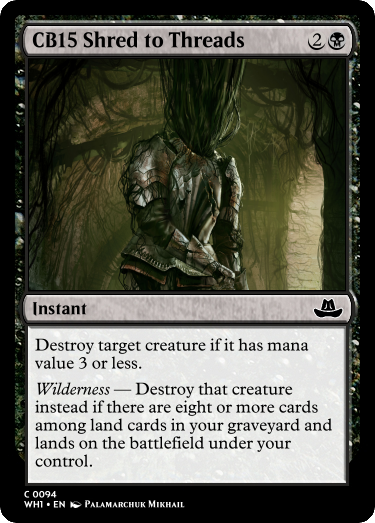 CB15 Shred to Threads 2
Instant
Destroy target creature if it has mana
value 3 or less.
Wilderness — Destroy that creature
instead if there are eight or more cards
among land cards in your graveyard and
lands on the battlefield under your
control.
C 0094
WH1 • EN Palamarchuk Mikhail